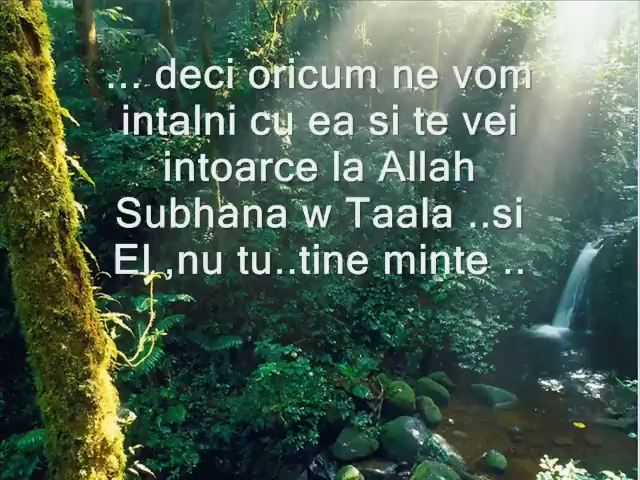 ... deci oricum ne vom
intalni cu ea si te vei
intoarce la Allah
Subhana w Taala ..si
El ,nu tu..tine minte ..